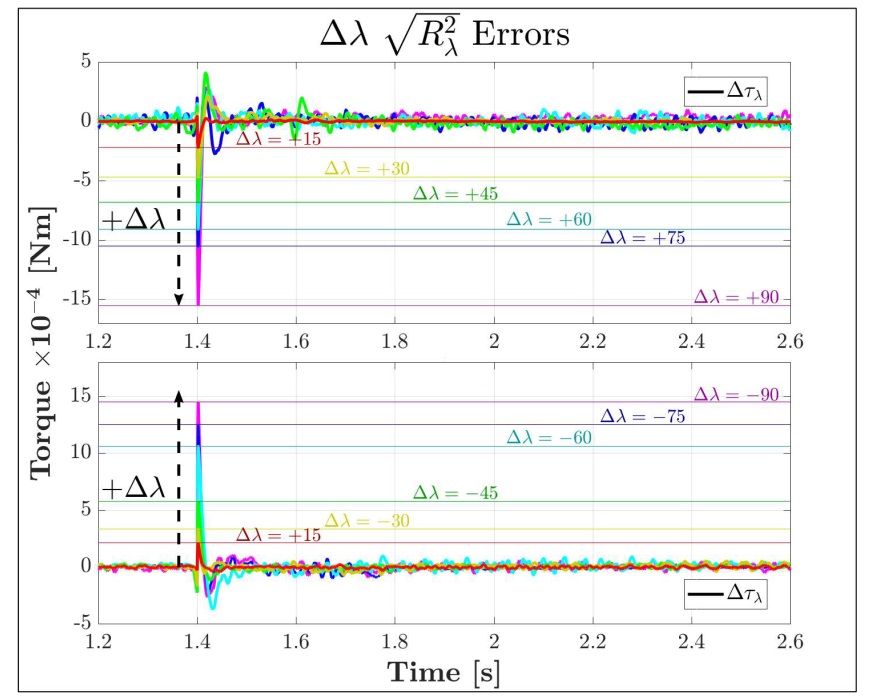 Δλ √R²_λ Errors
Torque ×10⁻⁴ [Nm]
5
0
-5
-10
-15
Δτ_λ
Δλ = +15
Δλ = +30
Δλ = +45
Δλ = +60
Δλ = +75
Δλ = +90
+Δλ
1.2 1.4 1.6 1.8 2 2.2 2.4 2.6
15
10
5
0
-5
Δλ = −90
Δλ = −75
Δλ = −60
Δλ = −45
Δλ = −30
Δλ = +15
+Δλ
Δτ_λ
1.2 1.4 1.6 1.8 2 2.2 2.4 2.6
Time [s]